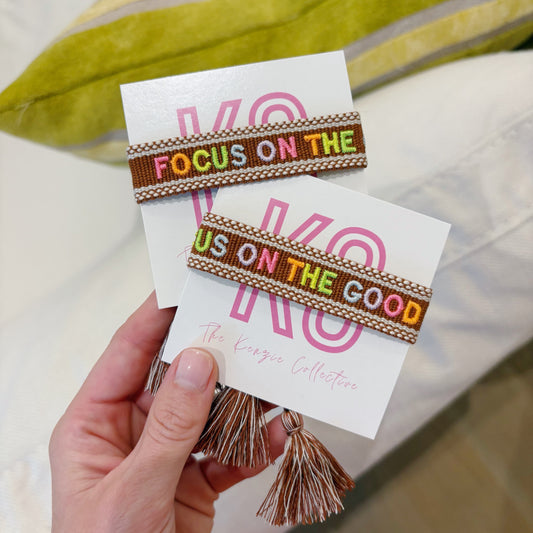 KO
FOCUS ON THE
KO
US ON THE GOOD
The Kenzie Collective